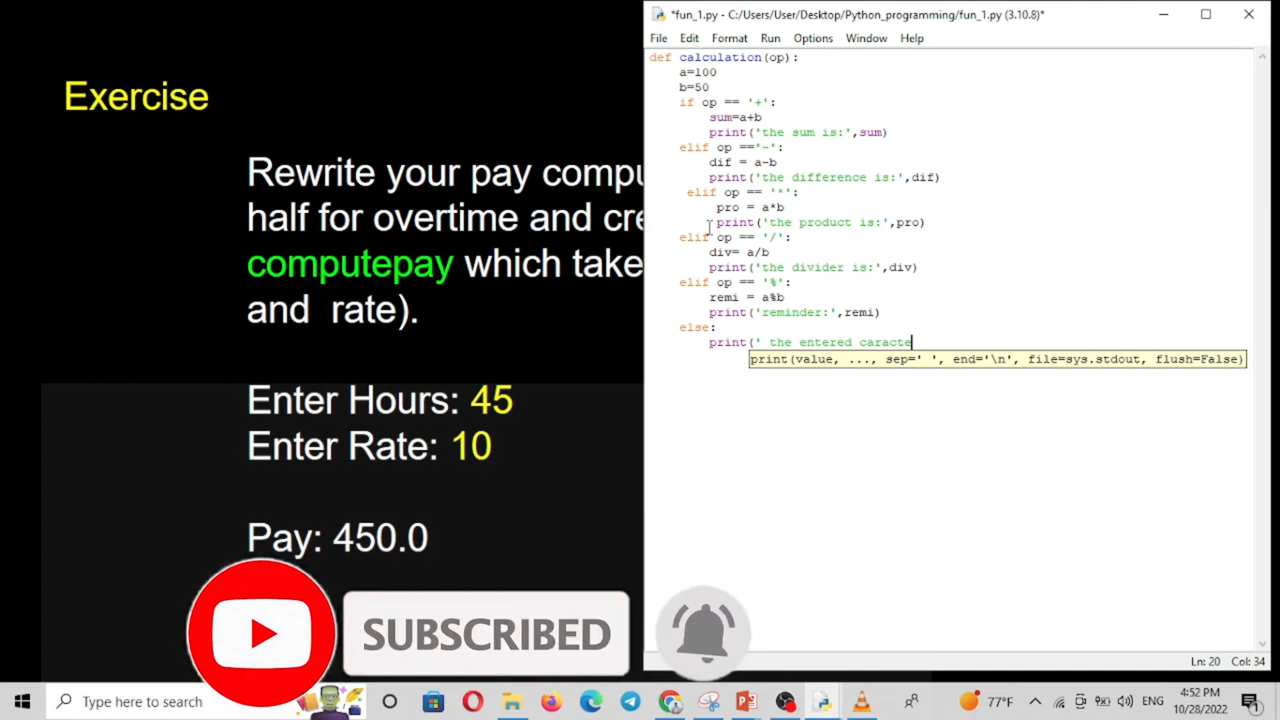 Exercise
Rewrite your pay compu
half for overtime and cre
computepay which take
and rate).
Enter Hours: 45
Enter Rate: 10
Pay: 450.0
SUBSCRIBED
*fun_1.py - C:/Users/User/Desktop/Python_programming/fun_1.py (3.10.8)*
File Edit Format Run Options Window Help
def calculation(op):
    a=100
    b=50
    if op == '+':
        sum=a+b
        print('the sum is:',sum)
    elif op =='-':
        dif = a-b
        print('the difference is:',dif)
     elif op == '*':
         pro = a*b
         print('the product is:',pro)
    elif op == '/':
        div= a/b
        print('the divider is:',div)
    elif op == '%':
        remi = a%b
        print('reminder:',remi)
    else:
        print(' the entered caracte
print(value, ..., sep=' ', end='\n', file=sys.stdout, flush=False)
Ln: 20 Col: 34
Type here to search
77°F
ENG
4:52 PM
10/28/2022
1